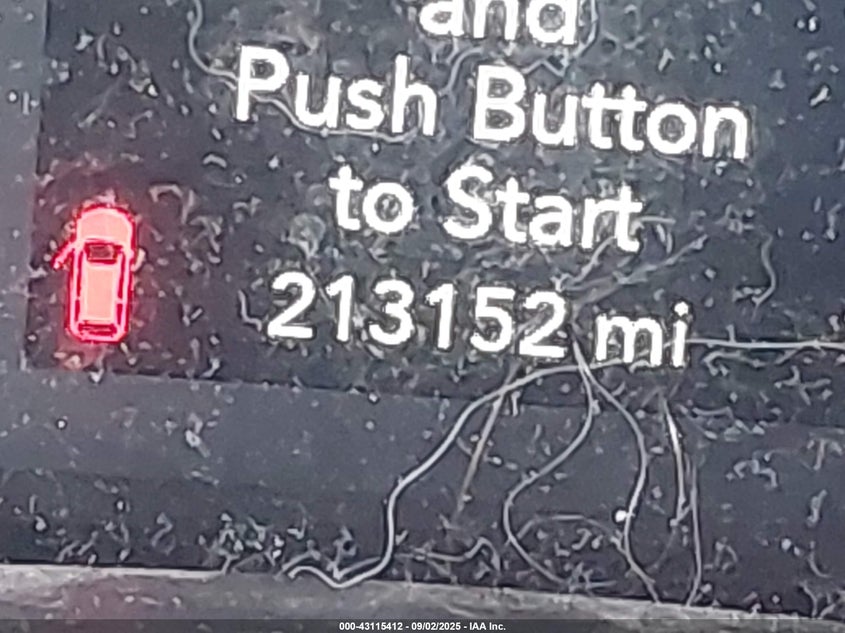 and
Push Button
to Start
213152 mi
000-43115412 - 09/02/2025 - IAA Inc.